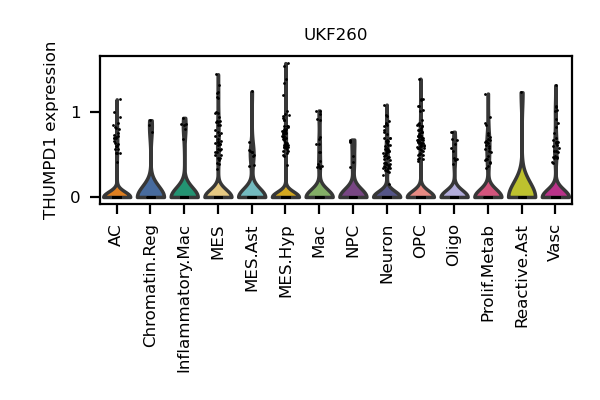 UKF260
THUMPD1 expression
1
0
AC
Chromatin.Reg
Inflammatory.Mac
MES
MES.Ast
MES.Hyp
Mac
NPC
Neuron
OPC
Oligo
Prolif.Metab
Reactive.Ast
Vasc